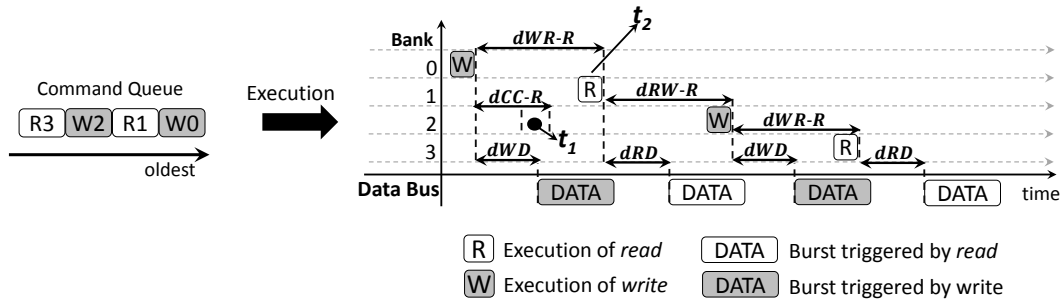 Command Queue
R3 W2 R1 W0
oldest
Execution
Bank
0
1
2
3
Data Bus
W
dWR-R
t2
R
dCC-R
dRW-R
t1
W
dWR-R
R
dWD
dRD
dWD
dRD
DATA DATA DATA DATA
time
R Execution of read
DATA Burst triggered by read
W Execution of write
DATA Burst triggered by write